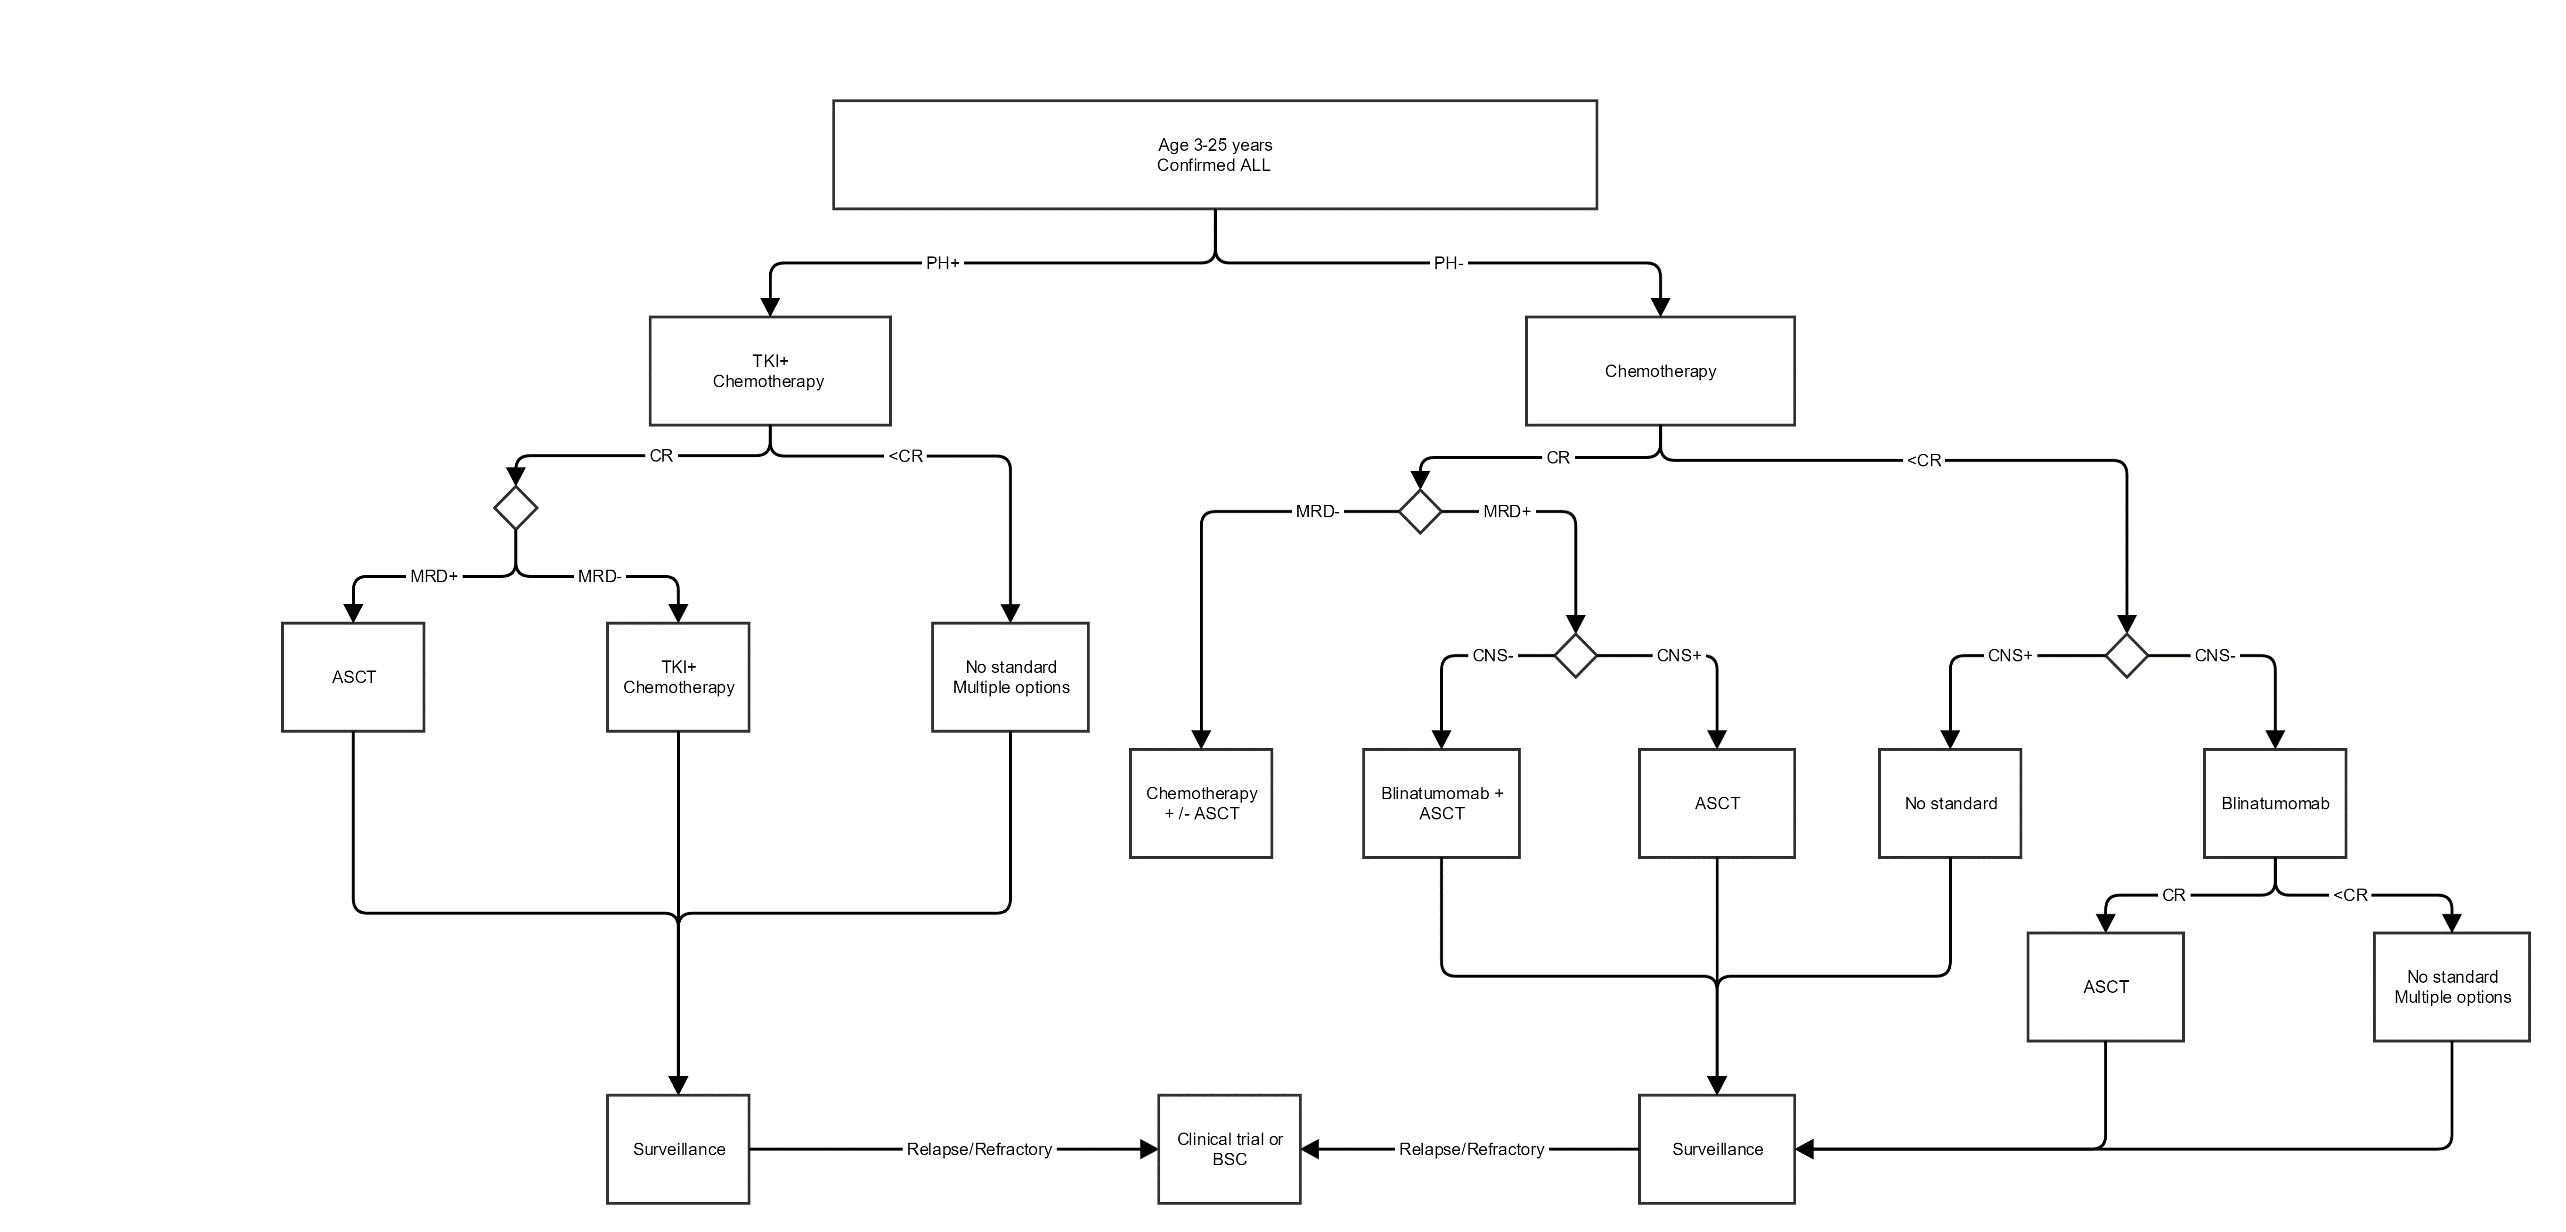 Age 3-25 years
Confirmed ALL
PH+
PH-
TKI+
Chemotherapy
Chemotherapy
CR
<CR
CR
<CR
MRD-
MRD+
MRD+
MRD-
CNS-
CNS+
CNS+
CNS-
ASCT
TKI+
Chemotherapy
No standard
Multiple options
Chemotherapy
+ /- ASCT
Blinatumomab +
ASCT
ASCT
No standard
Blinatumomab
CR
<CR
ASCT
No standard
Multiple options
Surveillance
Relapse/Refractory
Clinical trial or
BSC
Relapse/Refractory
Surveillance